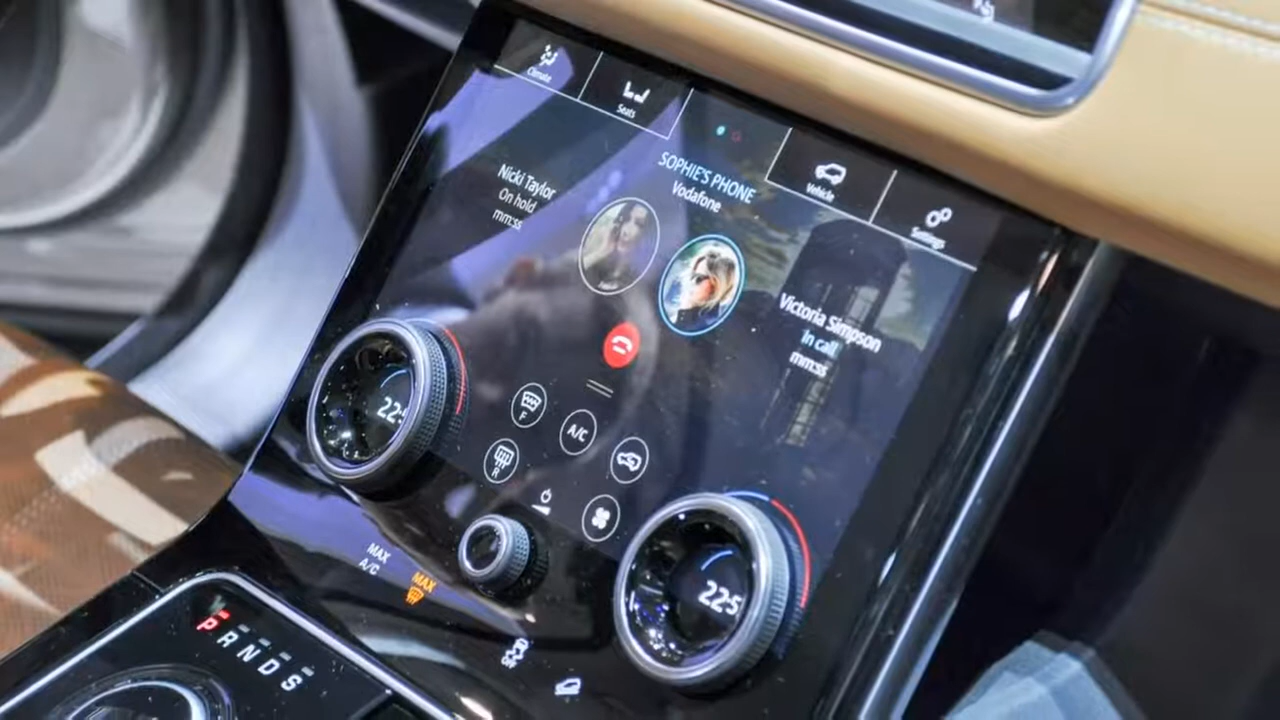 Climate
Seats
Vehicle
Settings
SOPHIE'S PHONE
Vodafone
Nicki Taylor
On hold
mm:ss
Victoria Simpson
In call
mm:ss
F
A/C
R
22.5
22.5
MAX
A/C
MAX
OFF
P R N D S